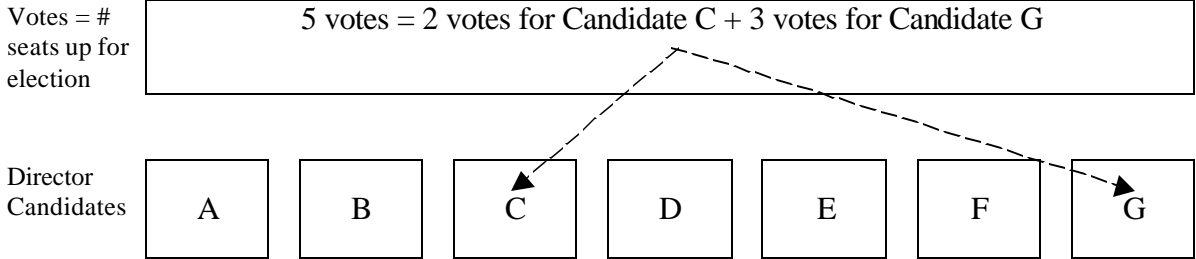 Votes = #
seats up for
election
5 votes = 2 votes for Candidate C + 3 votes for Candidate G
Director
Candidates
A
B
C
D
E
F
G